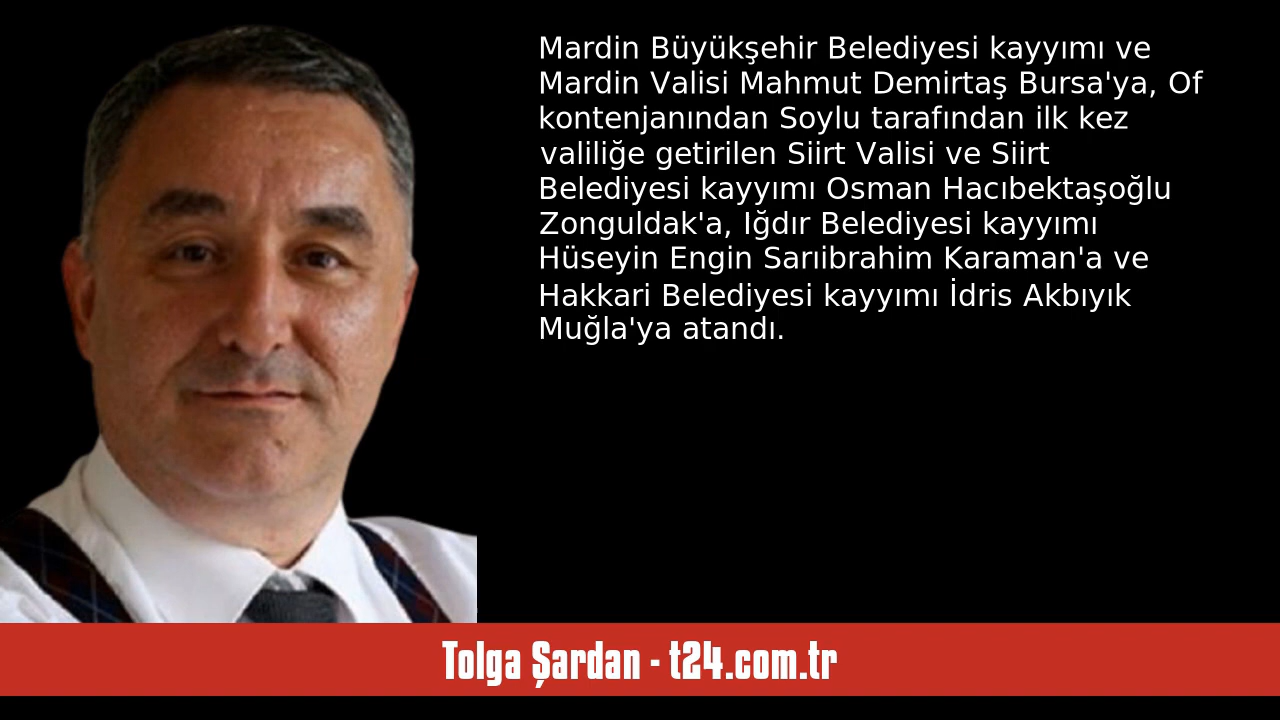 Mardin Büyükşehir Belediyesi kayyımı ve
Mardin Valisi Mahmut Demirtaş Bursa'ya, Of
kontenjanından Soylu tarafından ilk kez
valiliğe getirilen Siirt Valisi ve Siirt
Belediyesi kayyımı Osman Hacıbektaşoğlu
Zonguldak'a, Iğdır Belediyesi kayyımı
Hüseyin Engin Sarıibrahim Karaman'a ve
Hakkari Belediyesi kayyımı İdris Akbıyık
Muğla'ya atandı.
Tolga Şardan - t24.com.tr